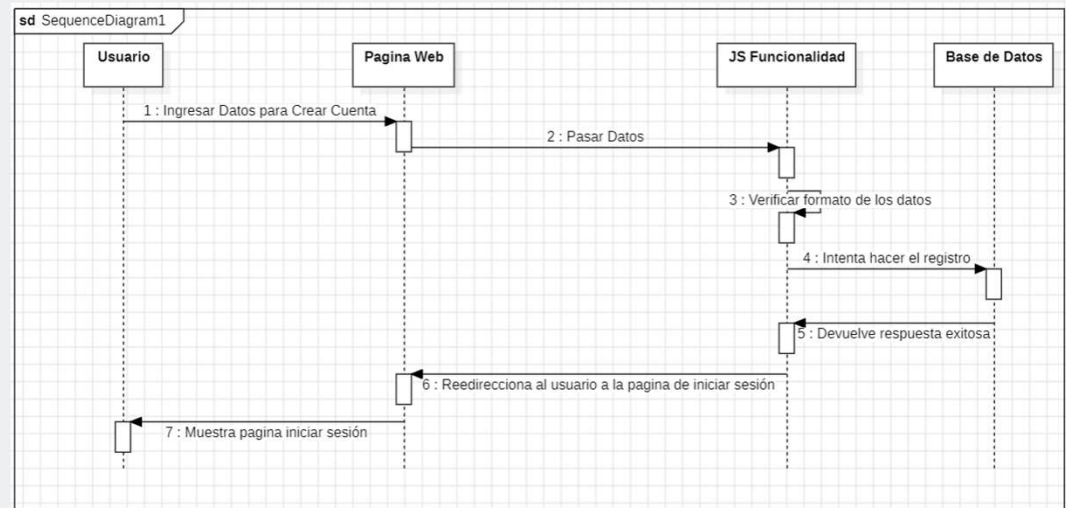 sd SequenceDiagram1
Usuario
Pagina Web
JS Funcionalidad
Base de Datos
1 : Ingresar Datos para Crear Cuenta
2 : Pasar Datos
3 : Verificar formato de los datos
4 : Intenta hacer el registro
5 : Devuelve respuesta exitosa
6 : Reedirecciona al usuario a la pagina de iniciar sesión
7 : Muestra pagina iniciar sesión